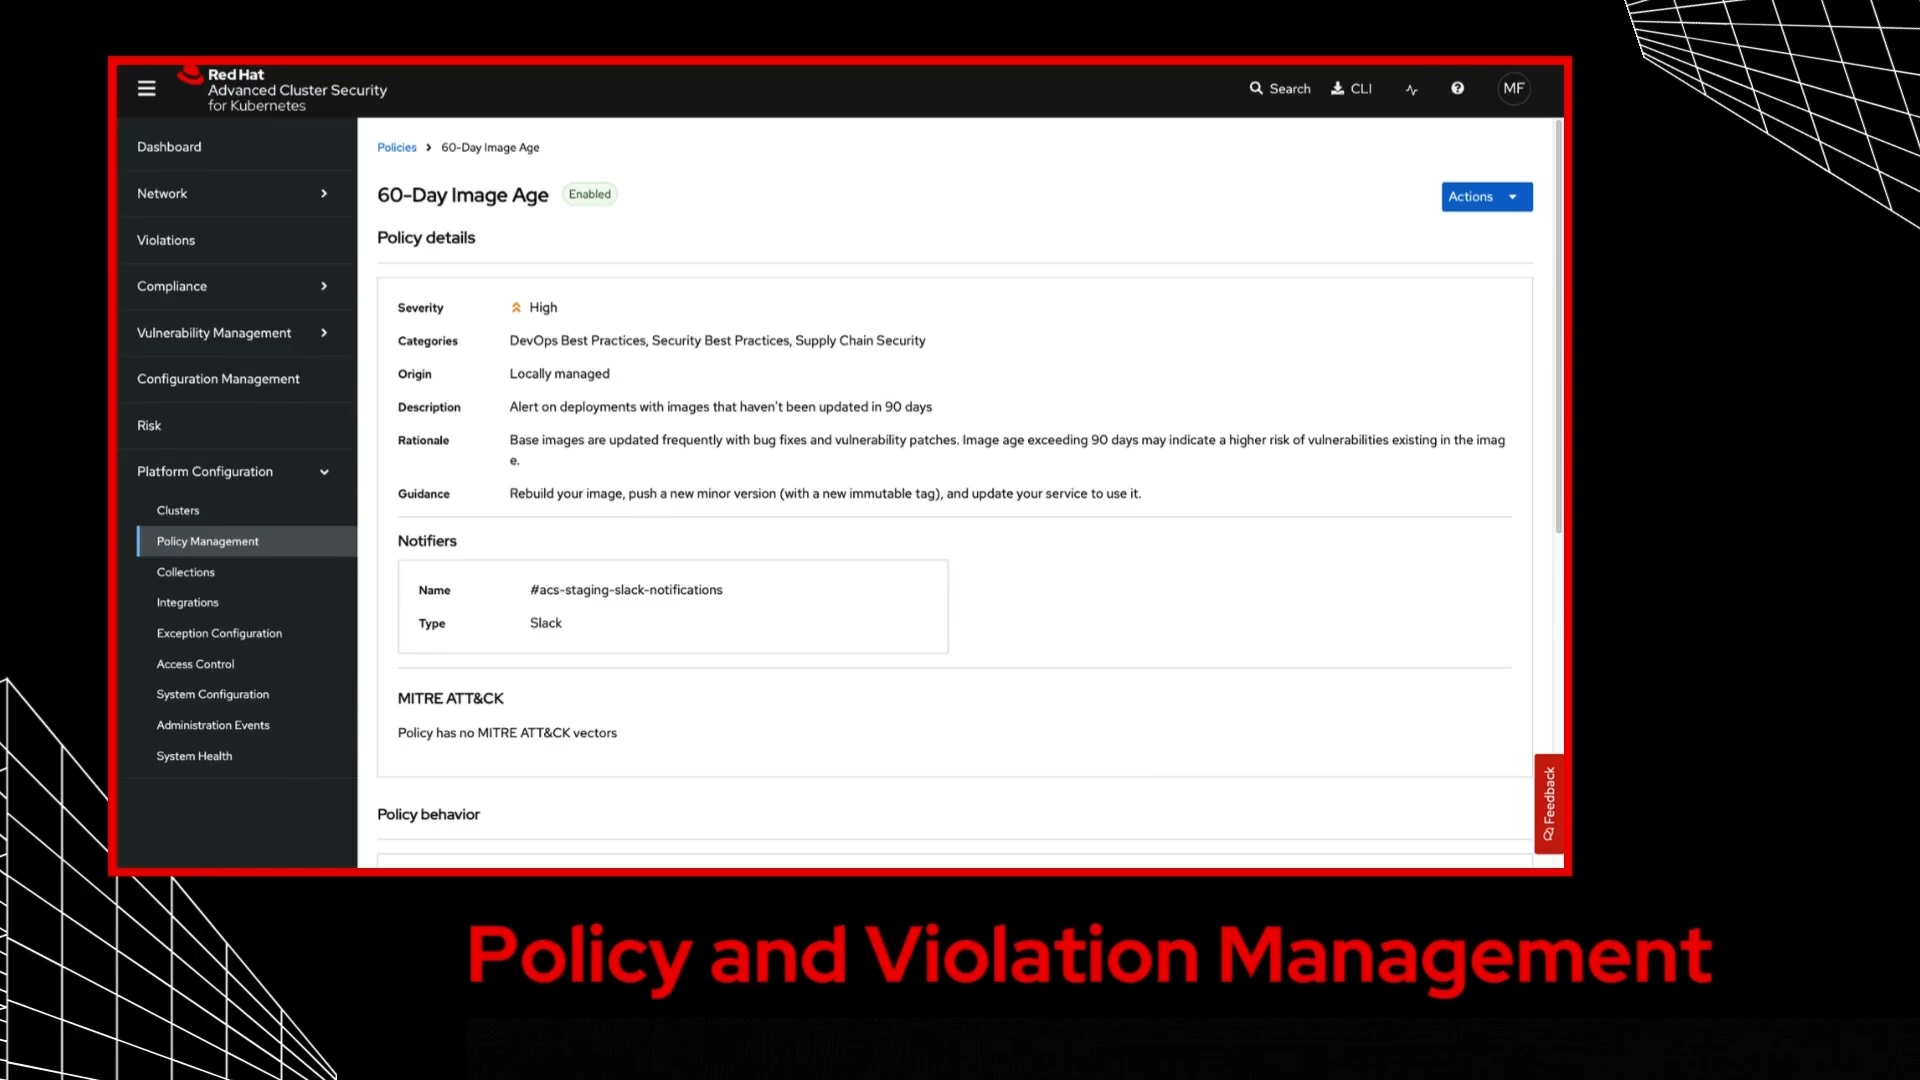 Red Hat
Advanced Cluster Security
for Kubernetes
Search
CLI
MF
Dashboard
Network
Violations
Compliance
Vulnerability Management
Configuration Management
Risk
Platform Configuration
Clusters
Policy Management
Collections
Integrations
Exception Configuration
Access Control
System Configuration
Administration Events
System Health
Policies > 60-Day Image Age
60-Day Image Age Enabled
Actions
Policy details
Severity High
Categories DevOps Best Practices, Security Best Practices, Supply Chain Security
Origin Locally managed
Description Alert on deployments with images that haven't been updated in 90 days
Rationale Base images are updated frequently with bug fixes and vulnerability patches. Image age exceeding 90 days may indicate a higher risk of vulnerabilities existing in the imag
e.
Guidance Rebuild your image, push a new minor version (with a new immutable tag), and update your service to use it.
Notifiers
Name #acs-staging-slack-notifications
Type Slack
MITRE ATT&CK
Policy has no MITRE ATT&CK vectors
Policy behavior
Feedback
Policy and Violation Management